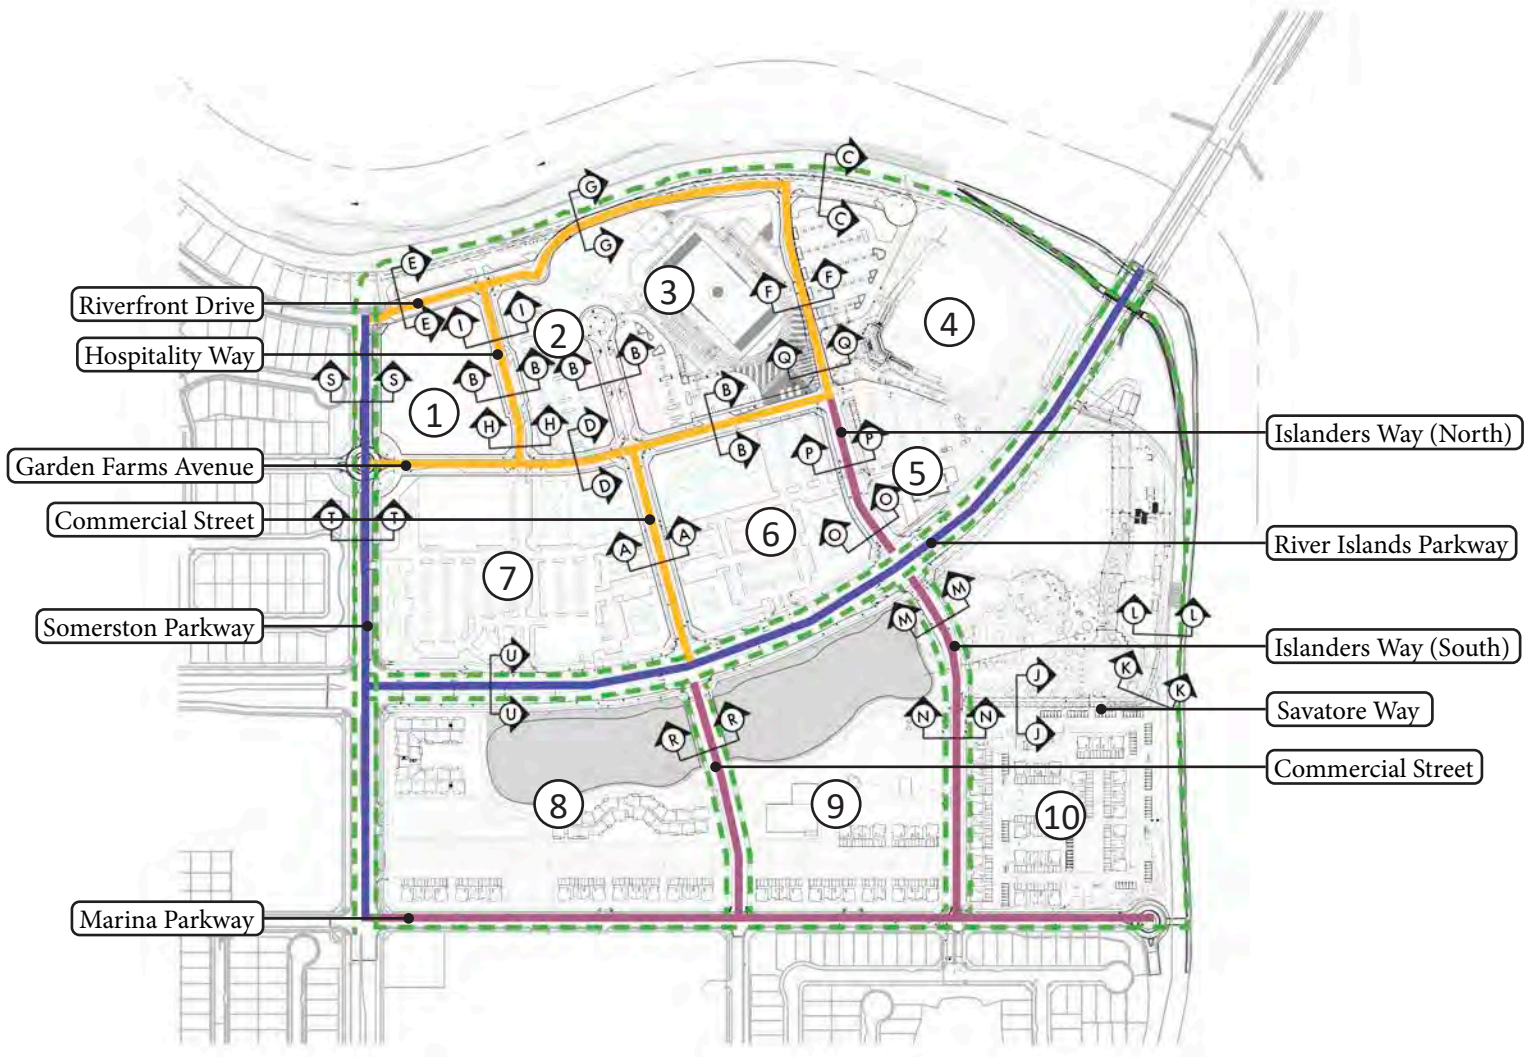 C
G
C
G
E
3
F
F
Riverfront Drive
E
I
I
2
4
Hospitality Way
Q
Q
S
S
B
B
B
B
1
B
H
H
D
B
P
P
Islanders Way (North)
Garden Farms Avenue
5
D
O
Commercial Street
T
T
A
A
6
O
River Islands Parkway
7
M
M
L
L
Somerston Parkway
U
Islanders Way (South)
K
J
K
U
R
R
N
N
J
Savatore Way
Commercial Street
8
9
10
Marina Parkway